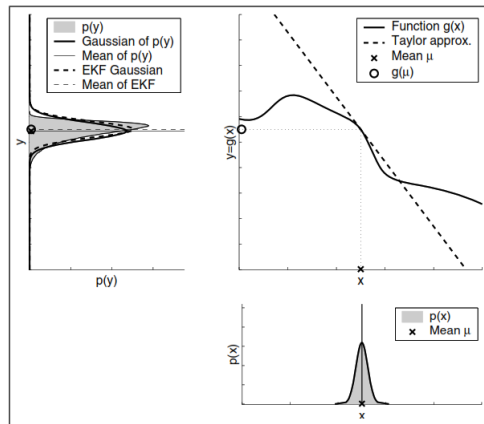 p(y)
Gaussian of p(y)
Mean of p(y)
EKF Gaussian
Mean of EKF
y
p(y)
Function g(x)
Taylor approx.
Mean μ
g(μ)
y=g(x)
x
p(x)
Mean μ
p(x)
x